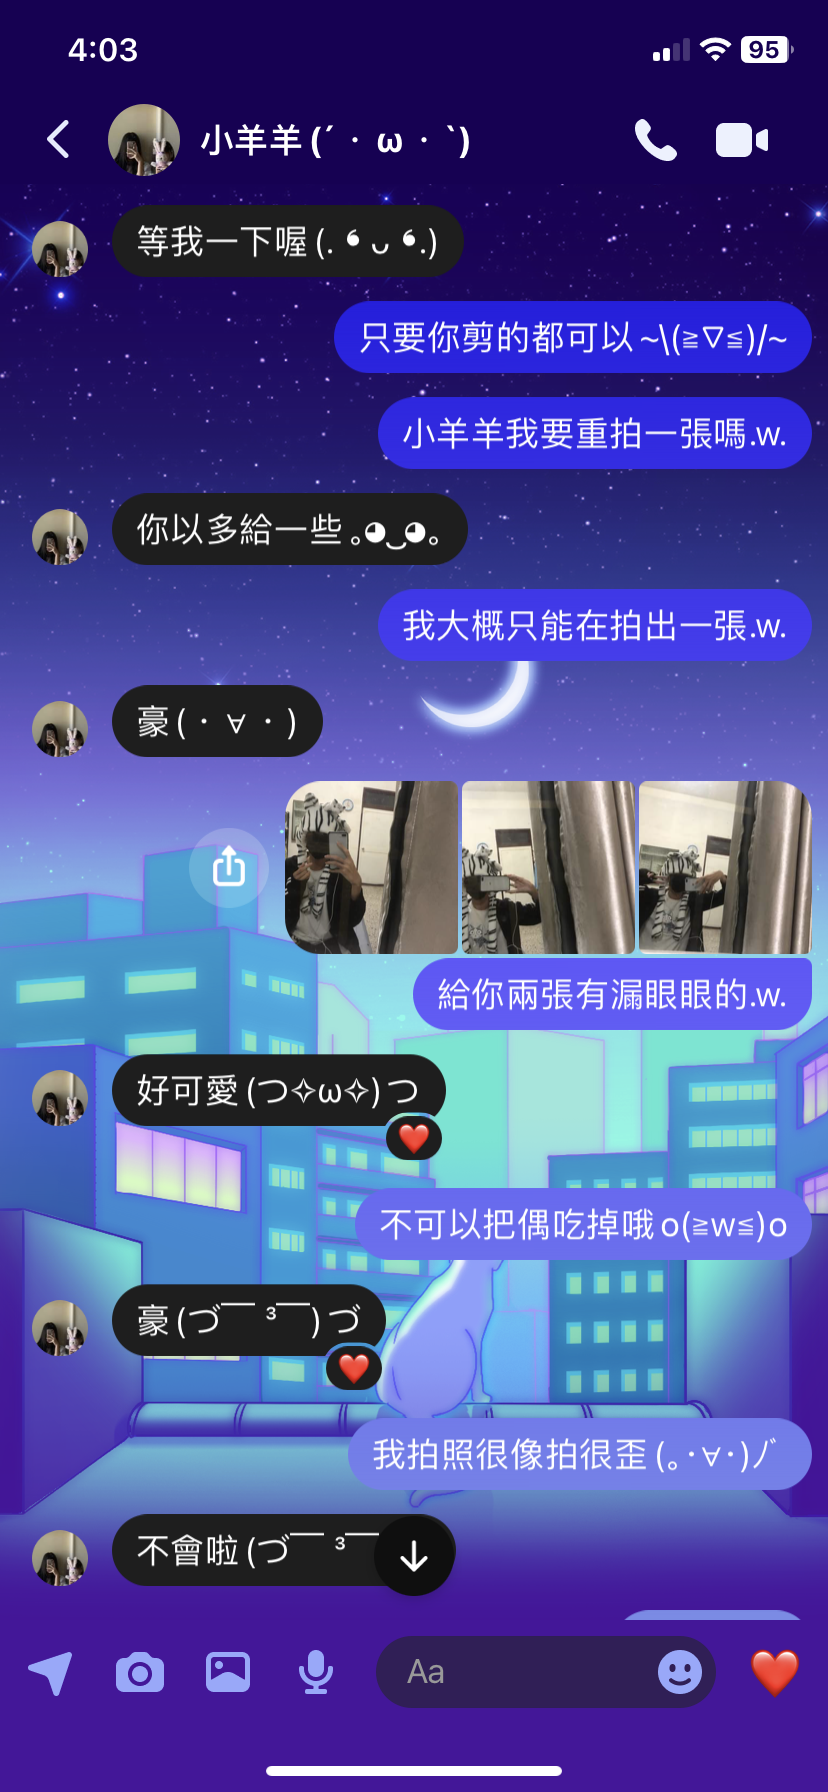 4:03
95
小羊羊 (´・ω・`)
等我一下喔 (. ❛ ᴗ ❛.)
只要你剪的都可以 ~\(≧▽≦)/~
小羊羊我要重拍一張嗎.w.
你以多給一些 ｡◕‿◕｡
我大概只能在拍出一張.w.
豪 (・∀・)
給你兩張有漏眼眼的.w.
好可愛 (つ✧ω✧)つ
不可以把偶吃掉哦 o(≧w≦)o
豪 (づ￣ ³￣)づ
我拍照很像拍很歪 (｡･∀･)ﾉﾞ
不會啦 (づ￣ ³￣
Aa